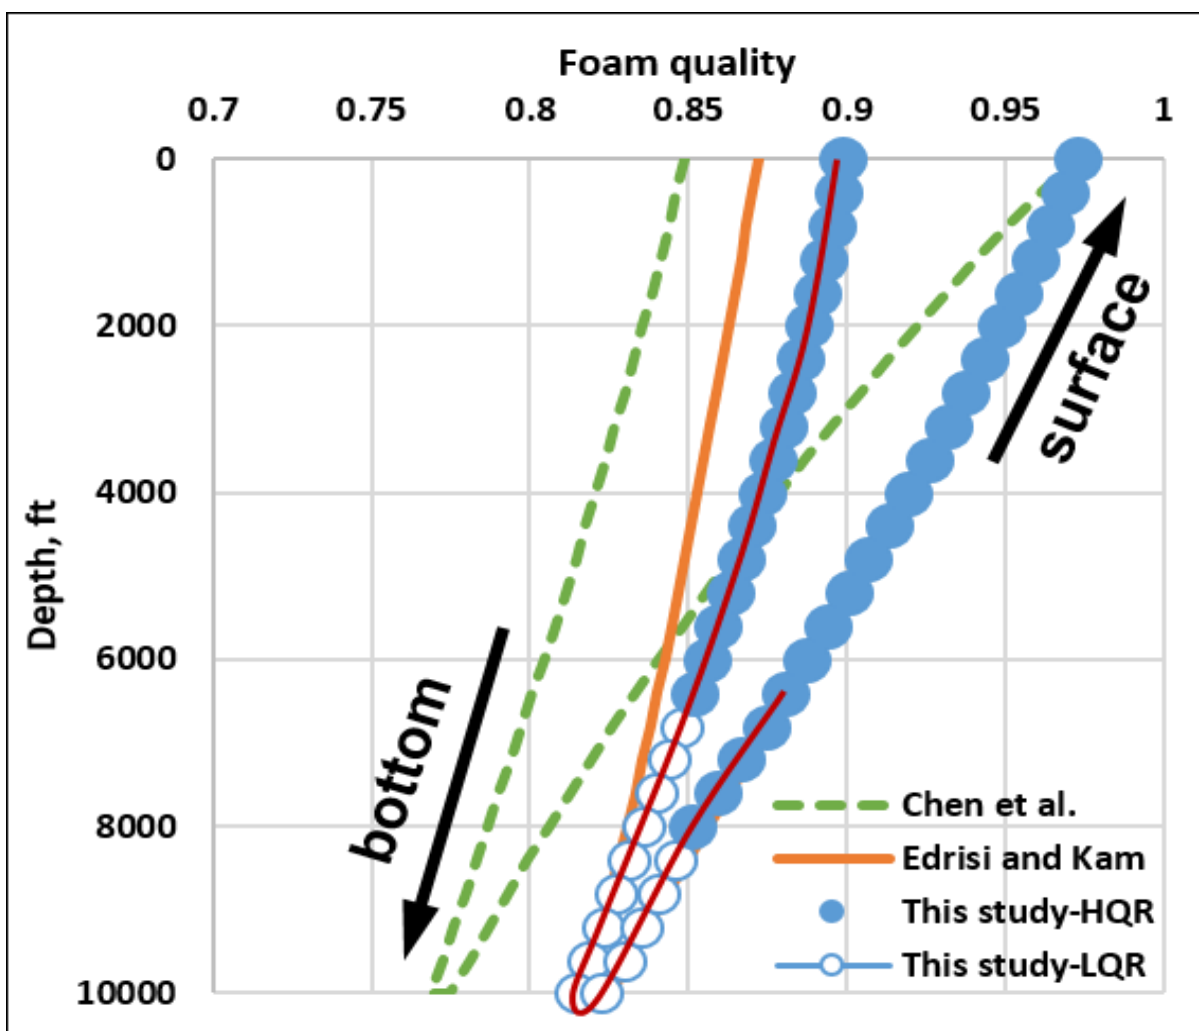 Foam quality
0.7 0.75 0.8 0.85 0.9 0.95 1
0
2000
4000
6000
8000
10000
Depth, ft
surface
bottom
Chen et al.
Edrisi and Kam
This study-HQR
This study-LQR